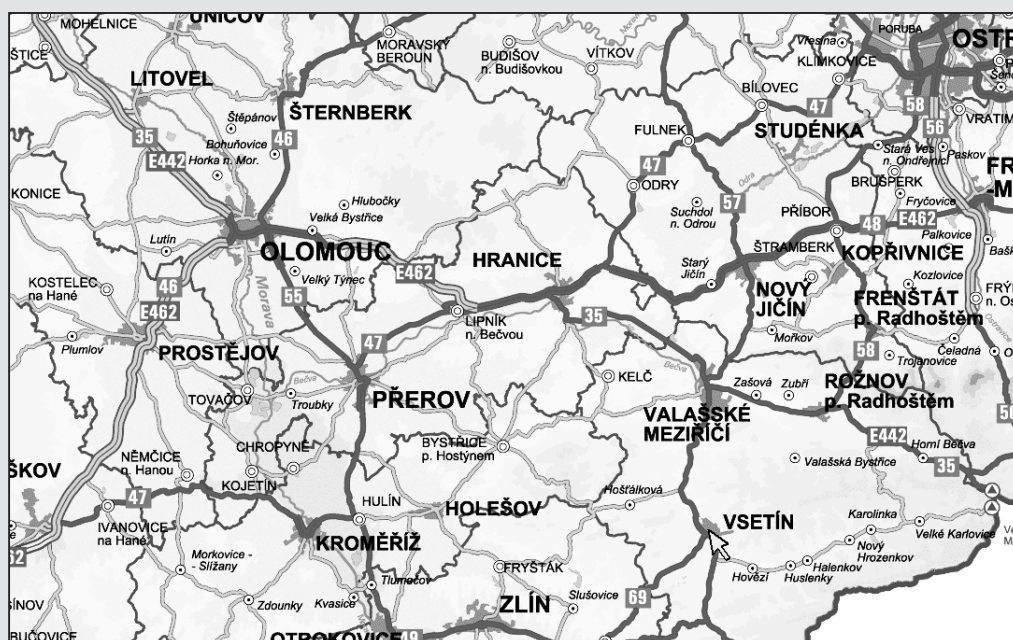 MOHELNICE
UNIČOV
MORAVSKÝ
BEROUN
BUDIŠOV
n. Budišovkou
VÍTKOV
Vřesina
PORUBA
KLIMKOVICE
LITOVEL
BÍLOVEC
47
58
ŠTERNBERK
Štěpánov
FULNEK
STUDÉNKA
56
VRATIM
35
46
Bohuňovice
E442
Horka n. Mor.
Stará Ves
n. Ondřejnicí
Paskov
47
ODRY
BRUŠPERK
KONICE
Hlubočky
Velká Bystřice
Suchdol
n. Odrou
57
Odra
Fryčovice
PŘÍBOR
48
E462
Palkovice
Lutín
OLOMOUC
HRANICE
Starý
Jičín
ŠTRAMBERK
KOPŘIVNICE
Velký Týnec
E462
Kozlovice
KOSTELEC
na Hané
46
E462
Morava
55
NOVÝ
JIČÍN
FRENŠTÁT
p. Radhoštěm
LIPNÍK
n. Bečvou
35
Mořkov
Plumlov
47
58
Čeladná
Trojanovice
PROSTĚJOV
Bečva
Bečva
TOVAČOV
Troubky
PŘEROV
KELČ
Zašová
Zubří
ROŽNOV
p. Radhoštěm
VALAŠSKÉ
MEZIŘÍČÍ
CHROPYNĚ
BYSTŘICE
p. Hostýnem
E442
Horní Bečva
35
NĚMČICE
n. Hanou
Valašská Bystřice
KOJETÍN
47
HULÍN
HOLEŠOV
Hošťálková
IVANOVICE
na Hané
VSETÍN
Karolinka
Velké Karlovice
KROMĚŘÍŽ
Nový
Hrozenkov
Morkovice -
- Slížany
FRYŠTÁK
Hovězí
Huslenky
Halenkov
Tlumačov
Zdounky
Kvasice
ZLÍN
Slušovice
69
OTROKOVICE
49